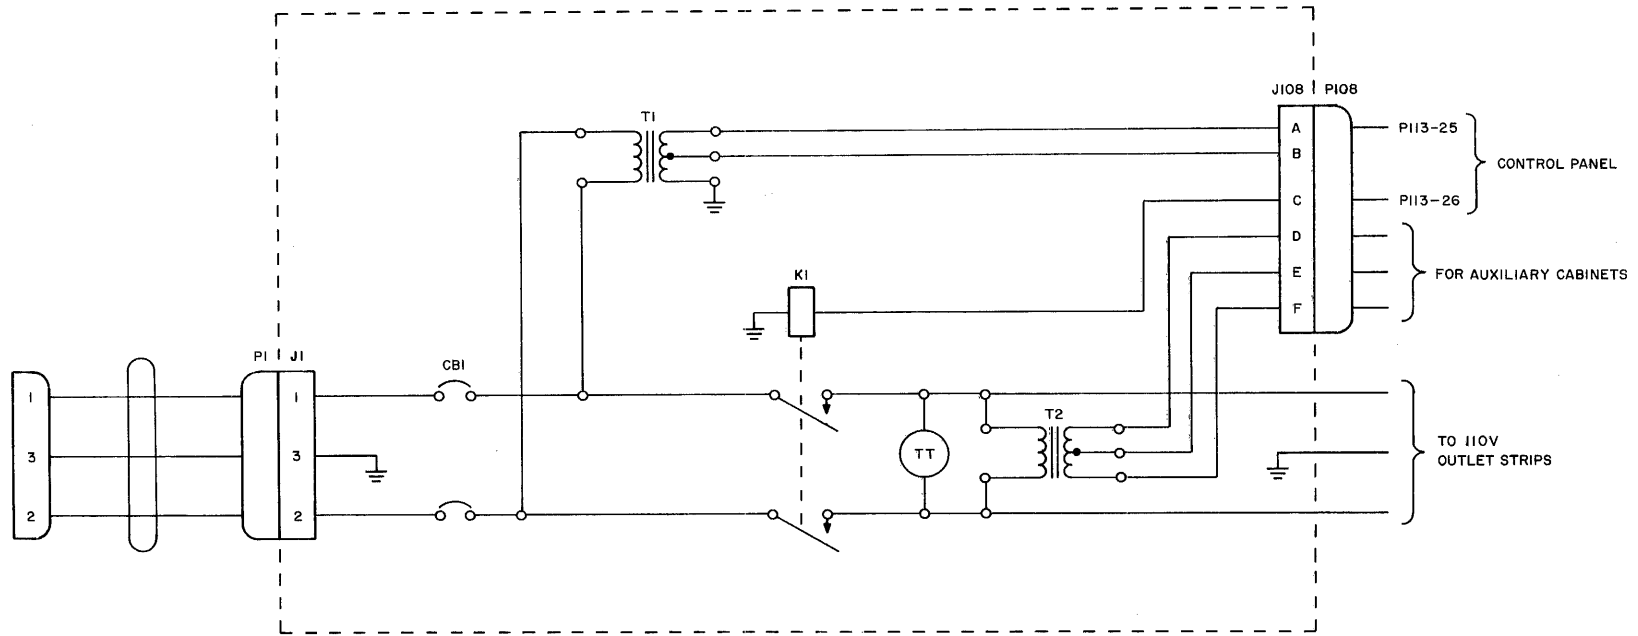 J108 P108
T1
A
P113-25
B
CONTROL PANEL
C
P113-26
D
K1
E
FOR AUXILIARY CABINETS
F
P1 J1
CB1
1
1
T2
3
3
TT
TO 110V
OUTLET STRIPS
2
2